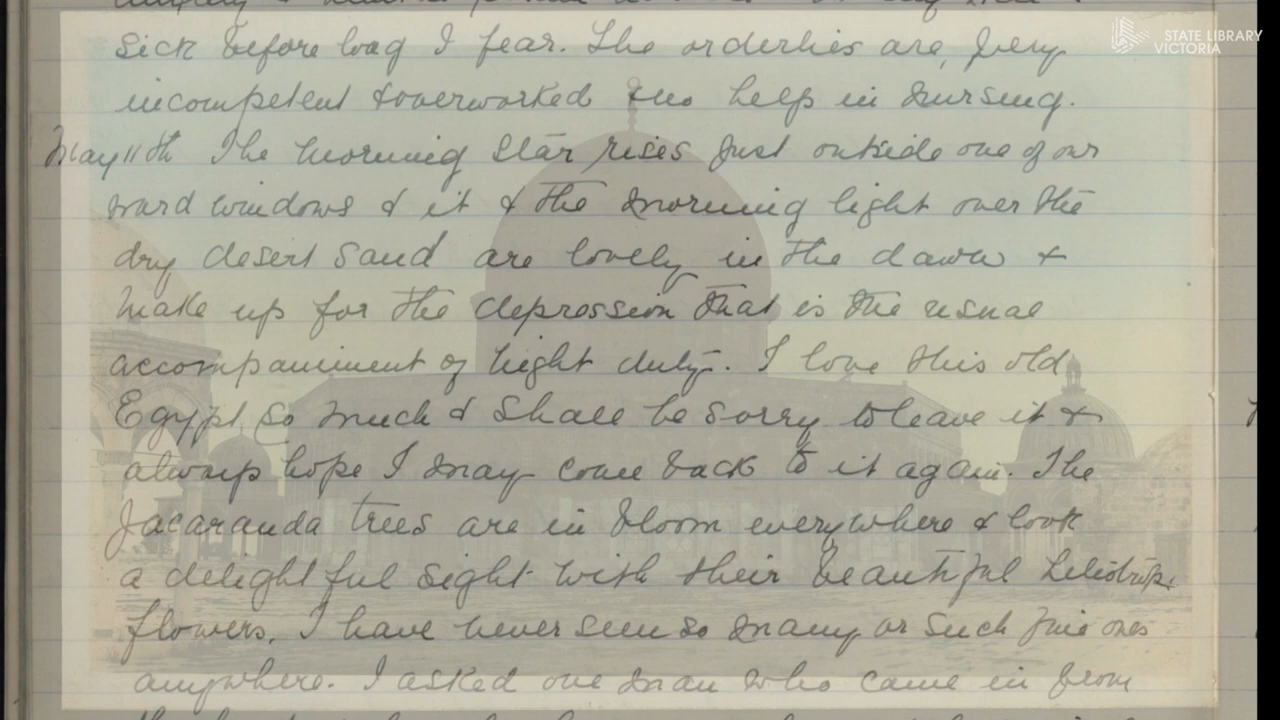 STATE LIBRARY
VICTORIA
sick before long I fear. The orderlies are very
incompetent & overworked & no help in nursing.
May 11th The morning star rises just outside one of our
ward windows & it & the morning light over the
dry desert sand are lovely in the dawn &
make up for the depression that is the usual
accompaniment of night duty. I love this old
Egypt so much & shall be sorry to leave it &
always hope I may come back to it again. The
Jacaranda trees are in bloom everywhere & look
a delightful sight with their beautiful heliotrope
flowers. I have never seen so many or such fine ones
anywhere. I asked one man who came in from